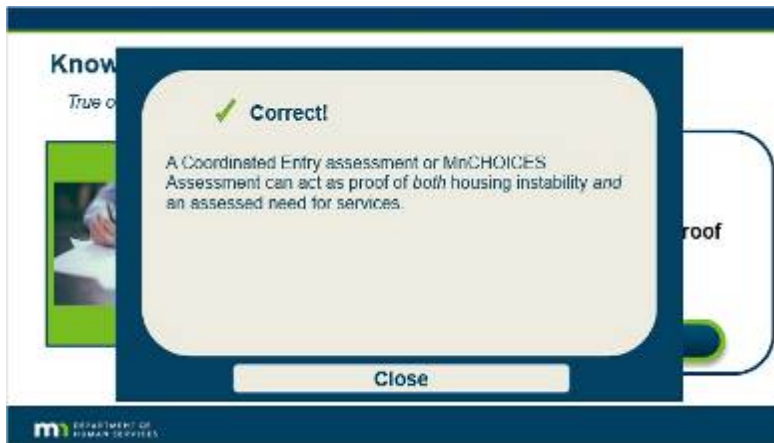 Know
True o
✓ Correct!
A Coordinated Entry assessment or MnCHOICES
Assessment can act as proof of both housing instability and
an assessed need for services.
roof
Close
mn DEPARTMENT OF
HUMAN SERVICES